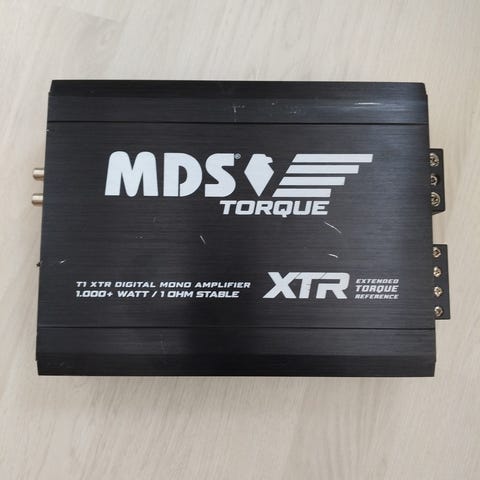 MDS®
TORQUE
T1 XTR DIGITAL MONO AMPLIFIER
1.000+ WATT / 1 OHM STABLE
XTR
EXTENDED
TORQUE
REFERENCE